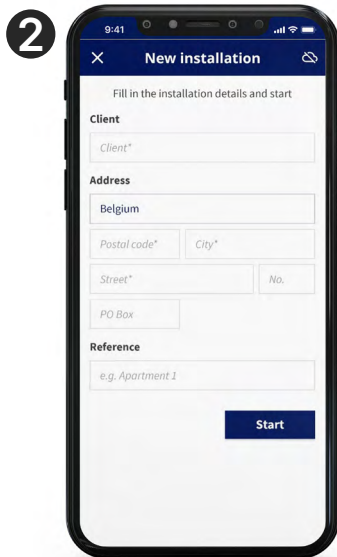 2
9:41
New installation
Fill in the installation details and start
Client
Client*
Address
Belgium
Postal code* City*
Street* No.
PO Box
Reference
e.g. Apartment 1
Start